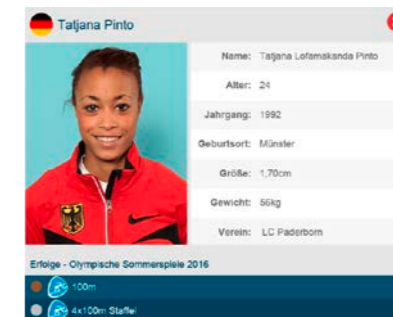 Tatjana Pinto
Name: Tatjana Lofamakanda Pinto
Alter: 24
Jahrgang: 1992
Geburtsort: Münster
Größe: 1,70cm
Gewicht: 56kg
Verein: LC Paderborn
Erfolge - Olympische Sommerspiele 2016
100m
4x100m Staffel